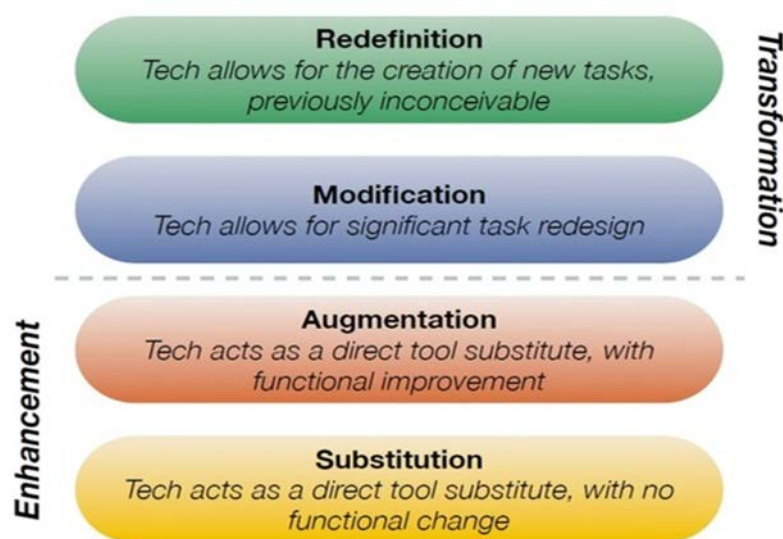 Redefinition
Tech allows for the creation of new tasks,
previously inconceivable
Transformation
Modification
Tech allows for significant task redesign
Augmentation
Tech acts as a direct tool substitute, with
functional improvement
Enhancement
Substitution
Tech acts as a direct tool substitute, with no
functional change